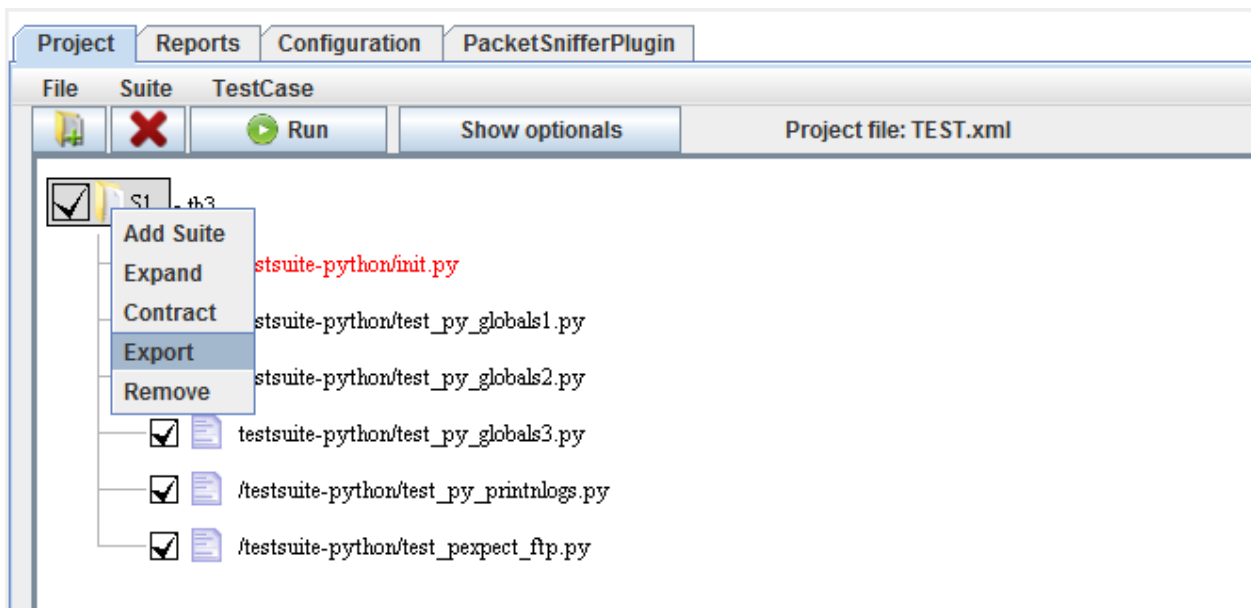 Project Reports Configuration PacketSnifferPlugin
File Suite TestCase
Run Show optionals Project file: TEST.xml
S1 - tb3
Add Suite
stsuite-python/init.py
Expand
Contract
stsuite-python/test_py_globals1.py
Export
stsuite-python/test_py_globals2.py
Remove
testsuite-python/test_py_globals3.py
/testsuite-python/test_py_printnlogs.py
/testsuite-python/test_pexpect_ftp.py